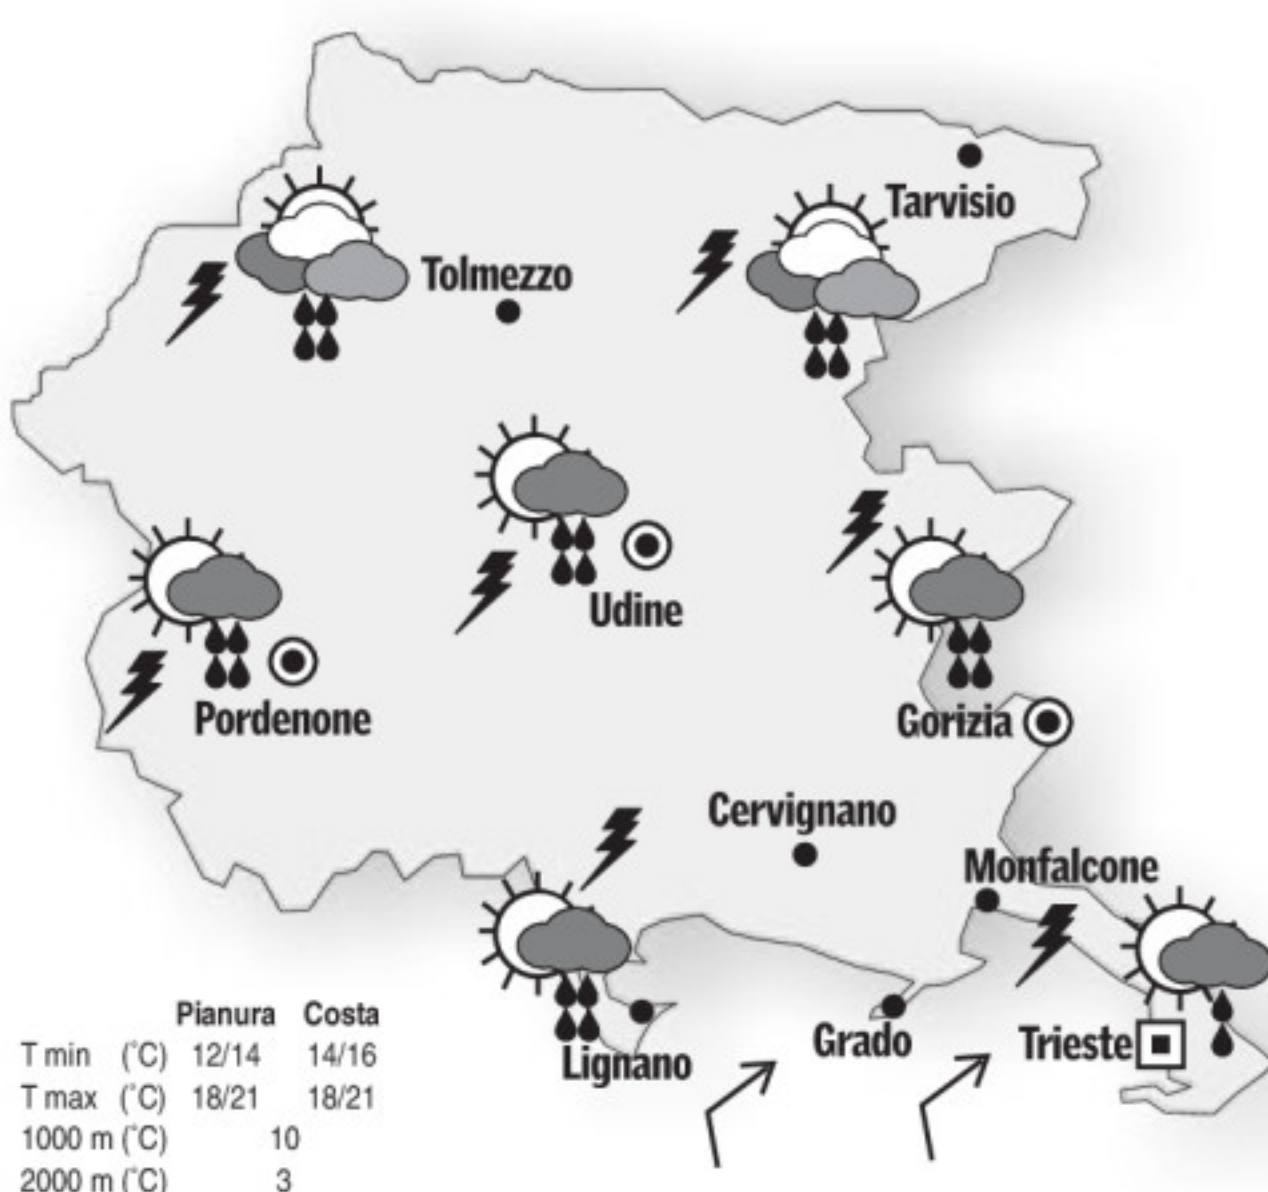 Tarvisio
Tolmezzo
Udine
Pordenone
Gorizia
Cervignano
Monfalcone
Grado
Trieste
Lignano
Pianura Costa
T min (°C) 12/14 14/16
T max (°C) 18/21 18/21
1000 m (°C) 10
2000 m (°C) 3